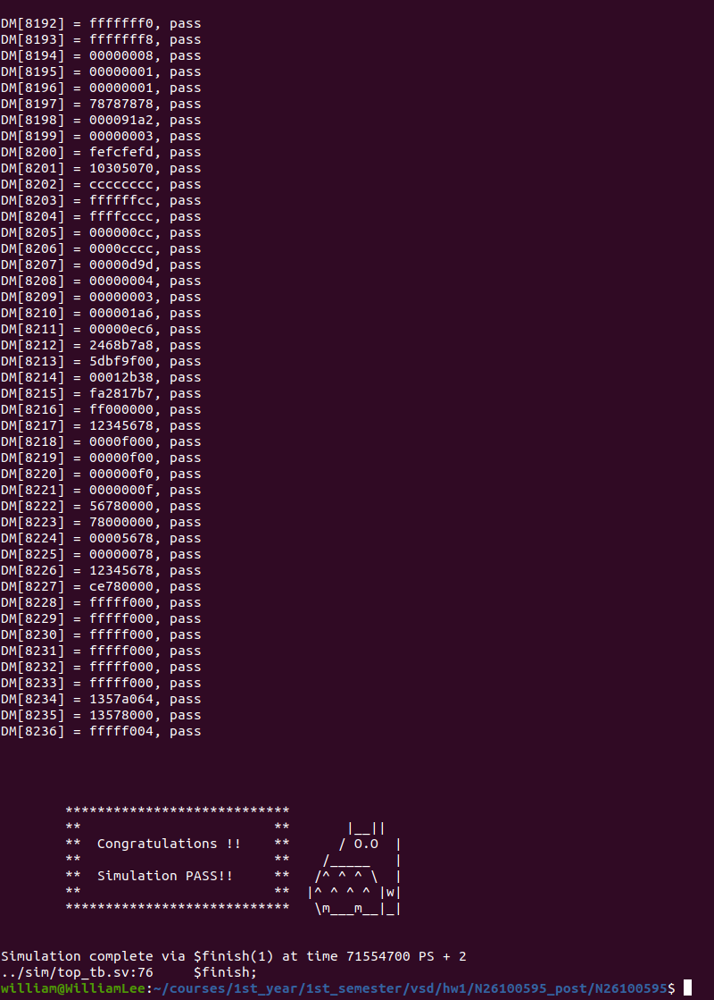 DM[8192] = fffffff0, pass
DM[8193] = fffffff8, pass
DM[8194] = 00000008, pass
DM[8195] = 00000001, pass
DM[8196] = 00000001, pass
DM[8197] = 78787878, pass
DM[8198] = 000091a2, pass
DM[8199] = 00000003, pass
DM[8200] = fefcfefd, pass
DM[8201] = 10305070, pass
DM[8202] = cccccccc, pass
DM[8203] = ffffffcc, pass
DM[8204] = ffffcccc, pass
DM[8205] = 000000cc, pass
DM[8206] = 0000cccc, pass
DM[8207] = 00000d9d, pass
DM[8208] = 00000004, pass
DM[8209] = 00000003, pass
DM[8210] = 000001a6, pass
DM[8211] = 00000ec6, pass
DM[8212] = 2468b7a8, pass
DM[8213] = 5dbf9f00, pass
DM[8214] = 00012b38, pass
DM[8215] = fa2817b7, pass
DM[8216] = ff000000, pass
DM[8217] = 12345678, pass
DM[8218] = 0000f000, pass
DM[8219] = 00000f00, pass
DM[8220] = 000000f0, pass
DM[8221] = 0000000f, pass
DM[8222] = 56780000, pass
DM[8223] = 78000000, pass
DM[8224] = 00005678, pass
DM[8225] = 00000078, pass
DM[8226] = 12345678, pass
DM[8227] = ce780000, pass
DM[8228] = fffff000, pass
DM[8229] = fffff000, pass
DM[8230] = fffff000, pass
DM[8231] = fffff000, pass
DM[8232] = fffff000, pass
DM[8233] = fffff000, pass
DM[8234] = 1357a064, pass
DM[8235] = 13578000, pass
DM[8236] = fffff004, pass
****************************
**                        **       |__||
**  Congratulations !!    **      / O.O  |
**                        **    /_____   |
**  Simulation PASS!!     **   /^ ^ ^ \  |
**                        **  |^ ^ ^ ^ |w|
****************************   \m___m__|_|
Simulation complete via $finish(1) at time 71554700 PS + 2
../sim/top_tb.sv:76     $finish;
william@WilliamLee:~/courses/1st_year/1st_semester/vsd/hw1/N26100595_post/N26100595$